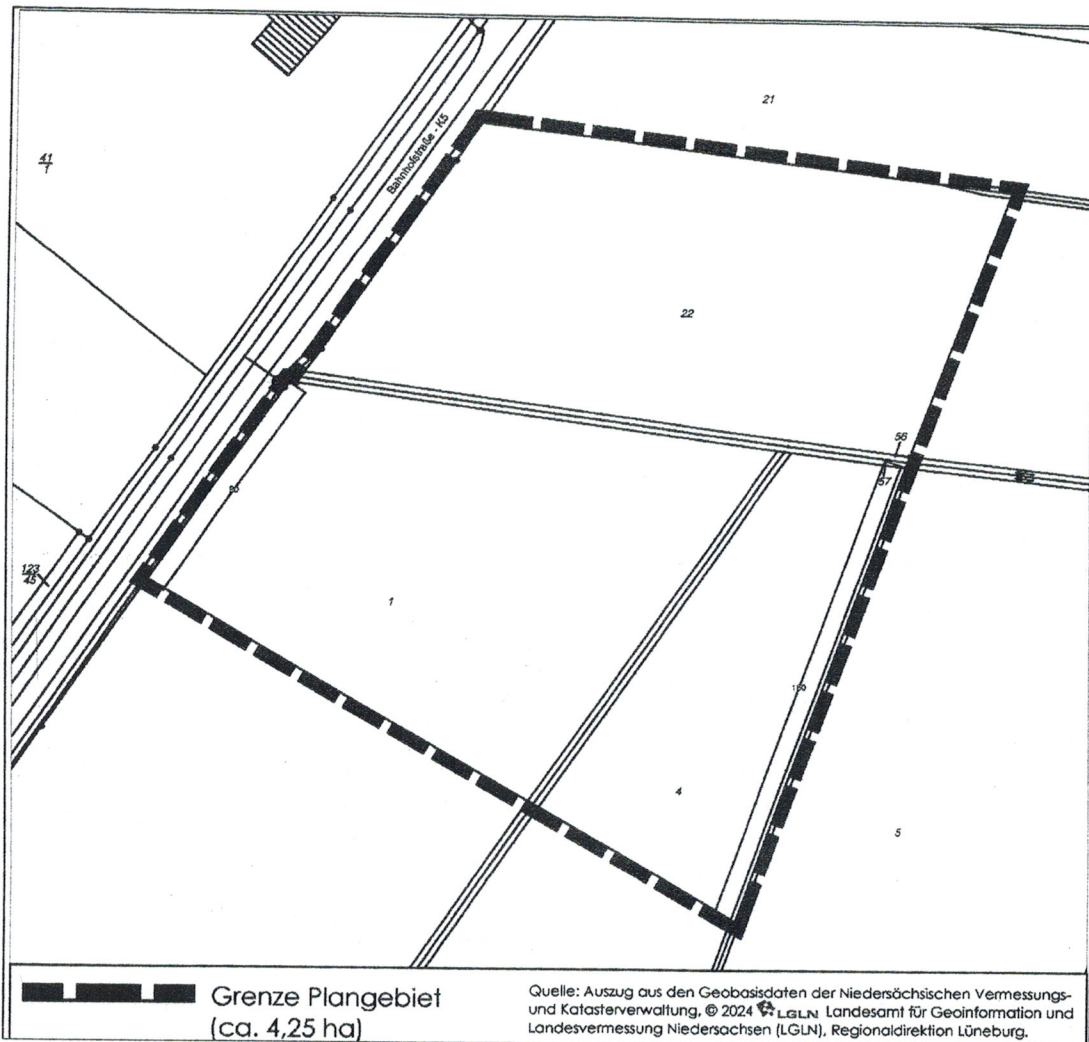 21
Bahnhofstraße - K5
41
1
22
56
57
123
45
1
4
5
Grenze Plangebiet
(ca. 4,25 ha)
Quelle: Auszug aus den Geobasisdaten der Niedersächsischen Vermessungs-
und Katasterverwaltung, © 2024 LGLN Landesamt für Geoinformation und
Landesvermessung Niedersachsen (LGLN), Regionaldirektion Lüneburg.